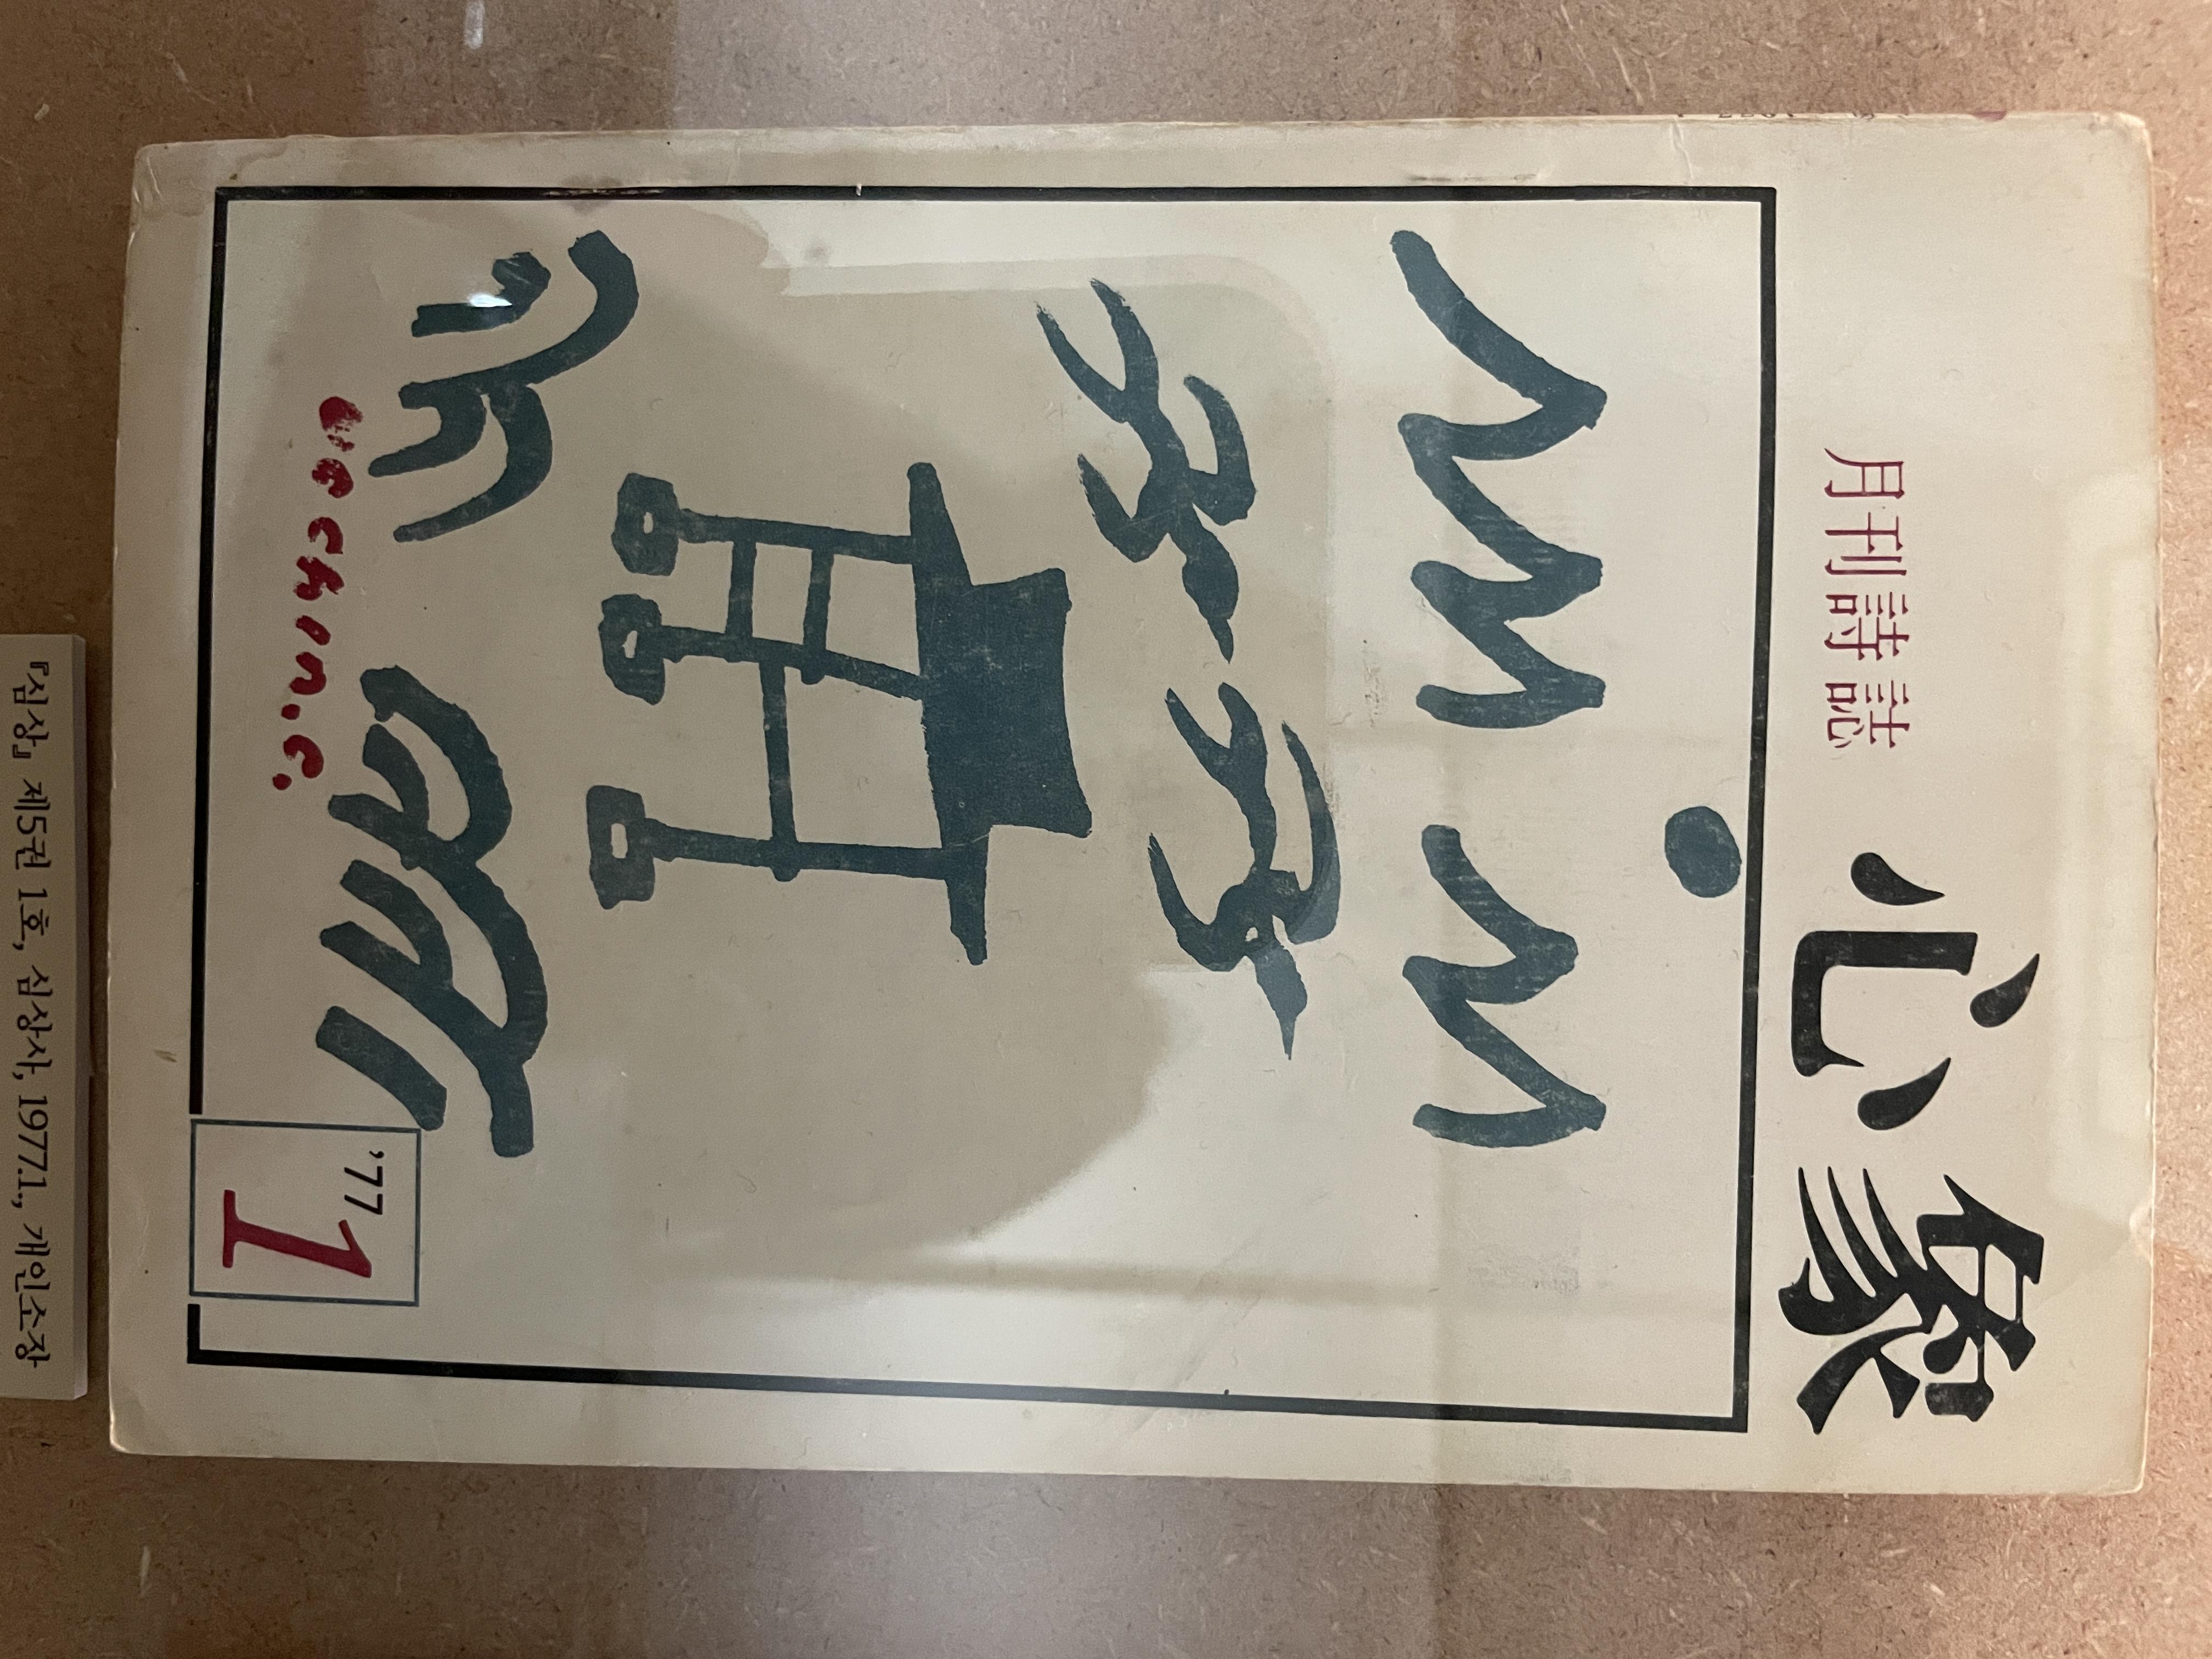 月刊詩誌 心象
ucchin.c.
'77
1
『심상』 제5권 1호, 심상사, 1977.1., 개인소장